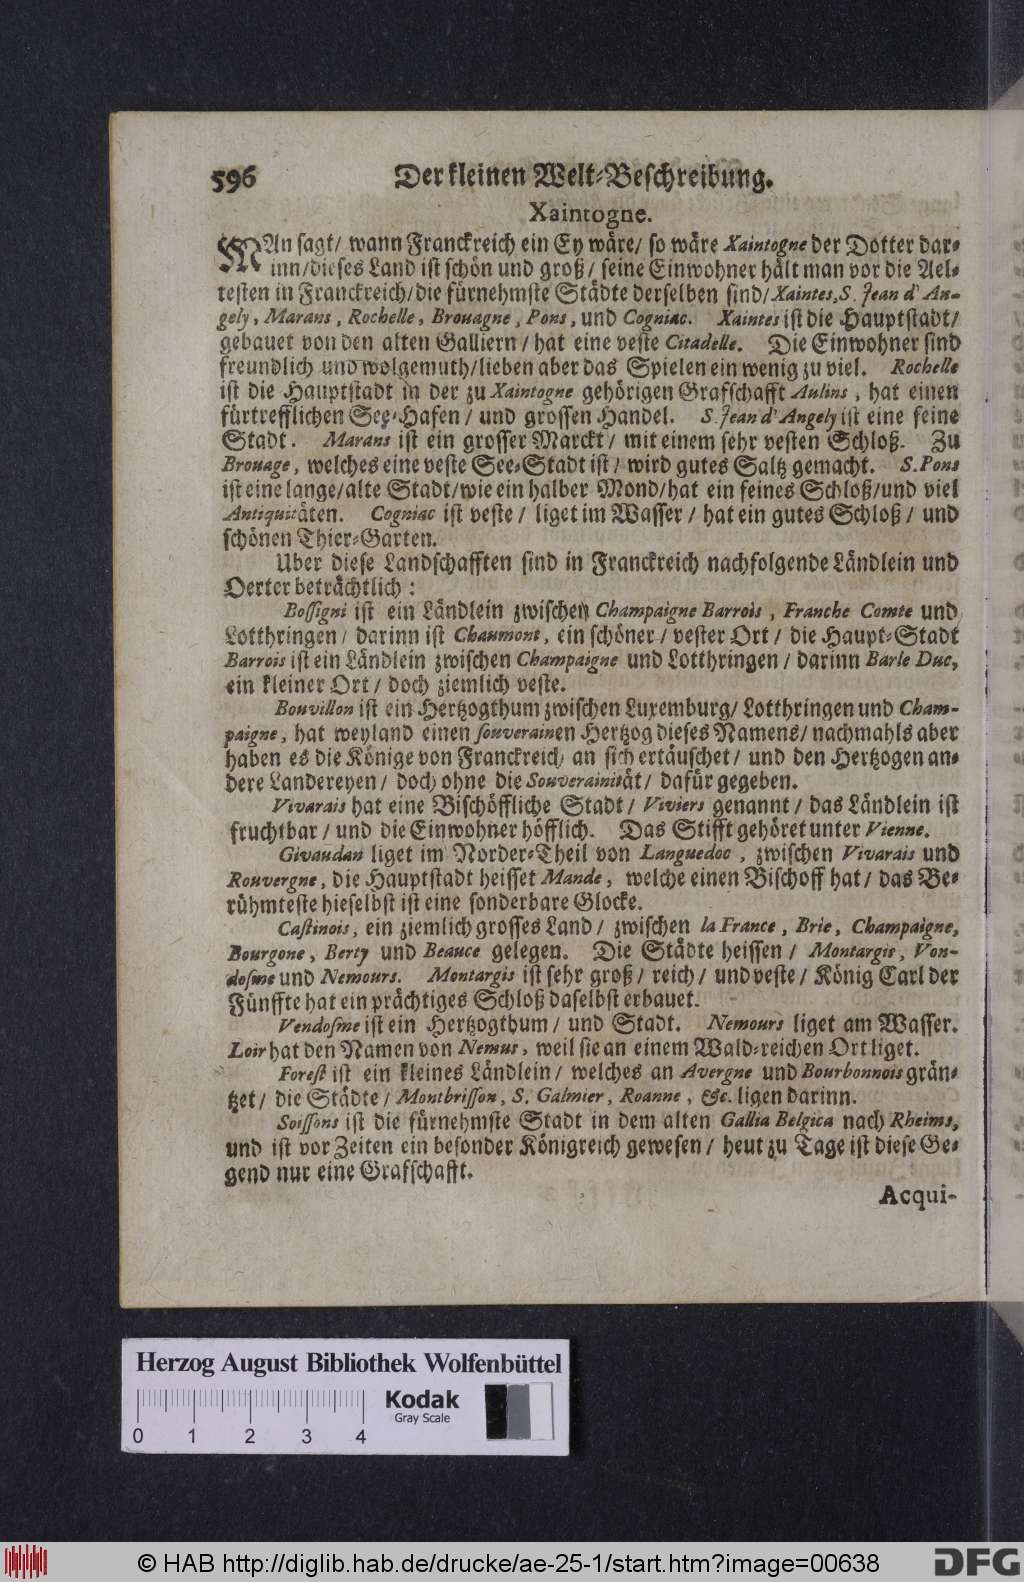 596 Der kleinen Welt-Beschreibung.
Xaintogne.
MAn sagt/ wann Franckreich ein Ey wäre/ so wäre Xaintogne der Dotter dar-
inn/dieses Land ist schön und groß/ seine Einwohner hält man vor die Ael-
testen in Franckreich/die fürnehmste Städte derselben sind/Xaintes, S. Jean d' An-
gely, Marans, Rochelle, Brouagne, Pons, und Cogniac. Xaintes ist die Hauptstadt/
gebauet von den alten Galliern/ hat eine veste Citadelle. Die Einwohner sind
freundlich und wolgemuth/lieben aber das Spielen ein wenig zu viel. Rochelle
ist die Hauptstadt in der zu Xaintogne gehörigen Grafschafft Aulins, hat einen
fürtrefflichen See-Hafen/ und grossen Handel. S. Jean d' Angely ist eine feine
Stadt. Marans ist ein grosser Marckt/ mit einem sehr vesten Schloß. Zu
Brouage, welches eine veste See-Stadt ist/ wird gutes Saltz gemacht. S. Pons
ist eine lange/alte Stadt/wie ein halber Mond/hat ein feines Schloß/und viel
Antiquitäten. Cogniac ist veste/ liget im Wasser/ hat ein gutes Schloß/ und
schönen Thier-Garten.
Uber diese Landschafften sind in Franckreich nachfolgende Ländlein und
Oerter beträchtlich:
Bossigni ist ein Ländlein zwischen Champaigne Barrois, Franche Comte und
Lotthringen/ darinn ist Chaumont, ein schöner/ vester Ort/ die Haupt-Stadt
Barrois ist ein Ländlein zwischen Champaigne und Lotthringen/ darinn Barle Duc,
ein kleiner Ort/ doch ziemlich veste.
Bouvillon ist ein Hertzogthum zwischen Luxemburg/ Lotthringen und Cham-
paigne, hat weyland einen souverainen Hertzog dieses Namens/ nachmahls aber
haben es die Könige von Franckreich an sich ertäuschet/ und den Hertzogen an-
dere Landereyen/ doch ohne die Souverainität/ dafür gegeben.
Vivarais hat eine Bischöffliche Stadt/ Viviers genannt/ das Ländlein ist
fruchtbar/ und die Einwohner höfflich. Das Stifft gehöret unter Vienne.
Givaudan liget im Norder-Theil von Languedoc, zwischen Vivarais und
Rouvergne, die Hauptstadt heisset Mande, welche einen Bischoff hat/ das Be-
rühmteste hieselbst ist eine sonderbare Glocke.
Castinois, ein ziemlich grosses Land/ zwischen la France, Brie, Champaigne,
Bourgone, Berty und Beauce gelegen. Die Städte heissen/ Montargis, Von-
dosme und Nemours. Montargis ist sehr groß/ reich/ und veste/ König Carl der
Fünffte hat ein prächtiges Schloß daselbst erbauet.
Vendosme ist ein Hertzogthum/ und Stadt. Nemours liget am Wasser.
Loir hat den Namen von Nemus, weil sie an einem Wald-reichen Ort liget.
Forest ist ein kleines Ländlein/ welches an Avergne und Bourbonnois grän-
tzet/ die Städte/ Montbrisson, S. Galmier, Roanne, &c. ligen darinn.
Soissons ist die fürnehmste Stadt in dem alten Gallia Belgica nach Rheims,
und ist vor Zeiten ein besonder Königreich gewesen/ heut zu Tage ist diese Ge-
gend nur eine Grafschafft.
Acqui-
Herzog August Bibliothek Wolfenbüttel
Kodak
Gray Scale
0 1 2 3 4
© HAB http://diglib.hab.de/drucke/ae-25-1/start.htm?image=00638
DFG